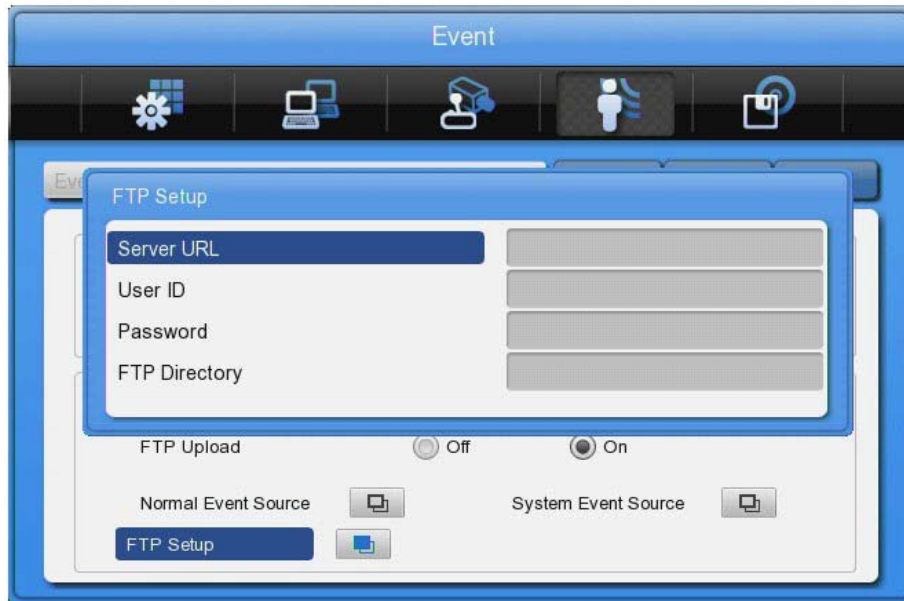 Event
Eve
FTP Setup
Server URL
User ID
Password
FTP Directory
FTP Upload Off On
Normal Event Source System Event Source
FTP Setup